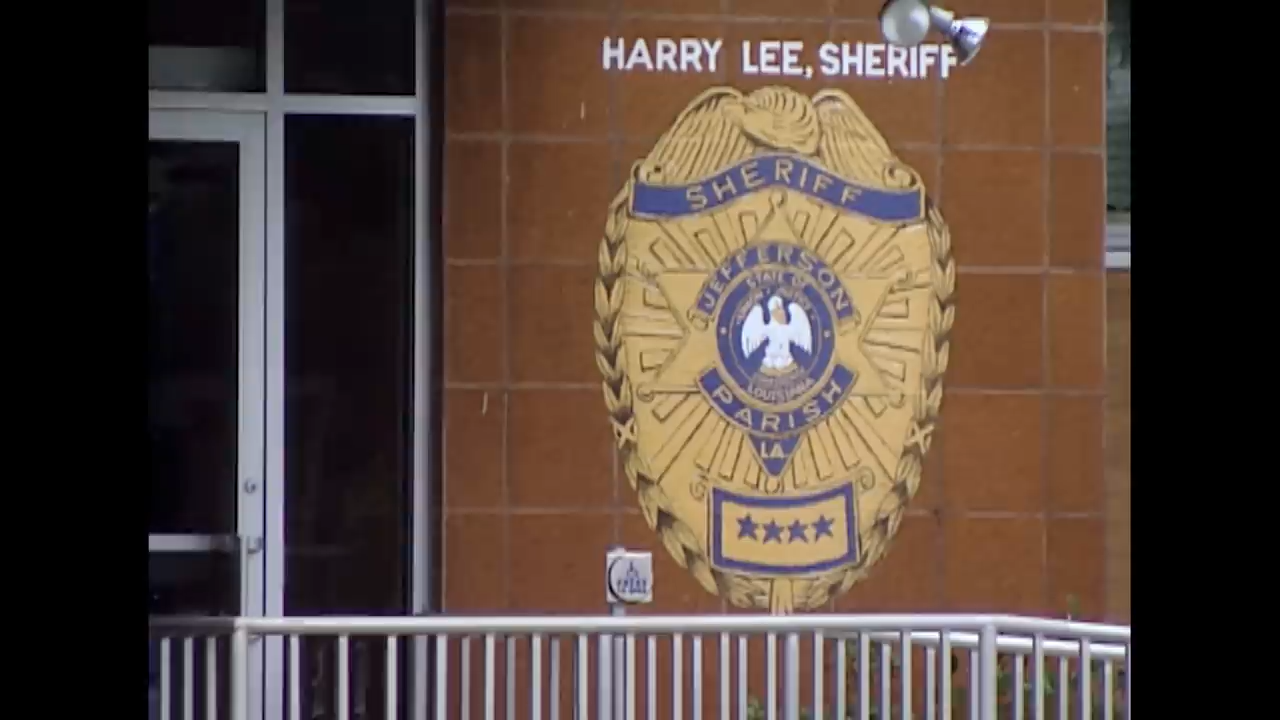 HARRY LEE, SHERIFF
SHERIFF
JEFFERSON
STATE OF
LOUISIANA
PARISH
LA